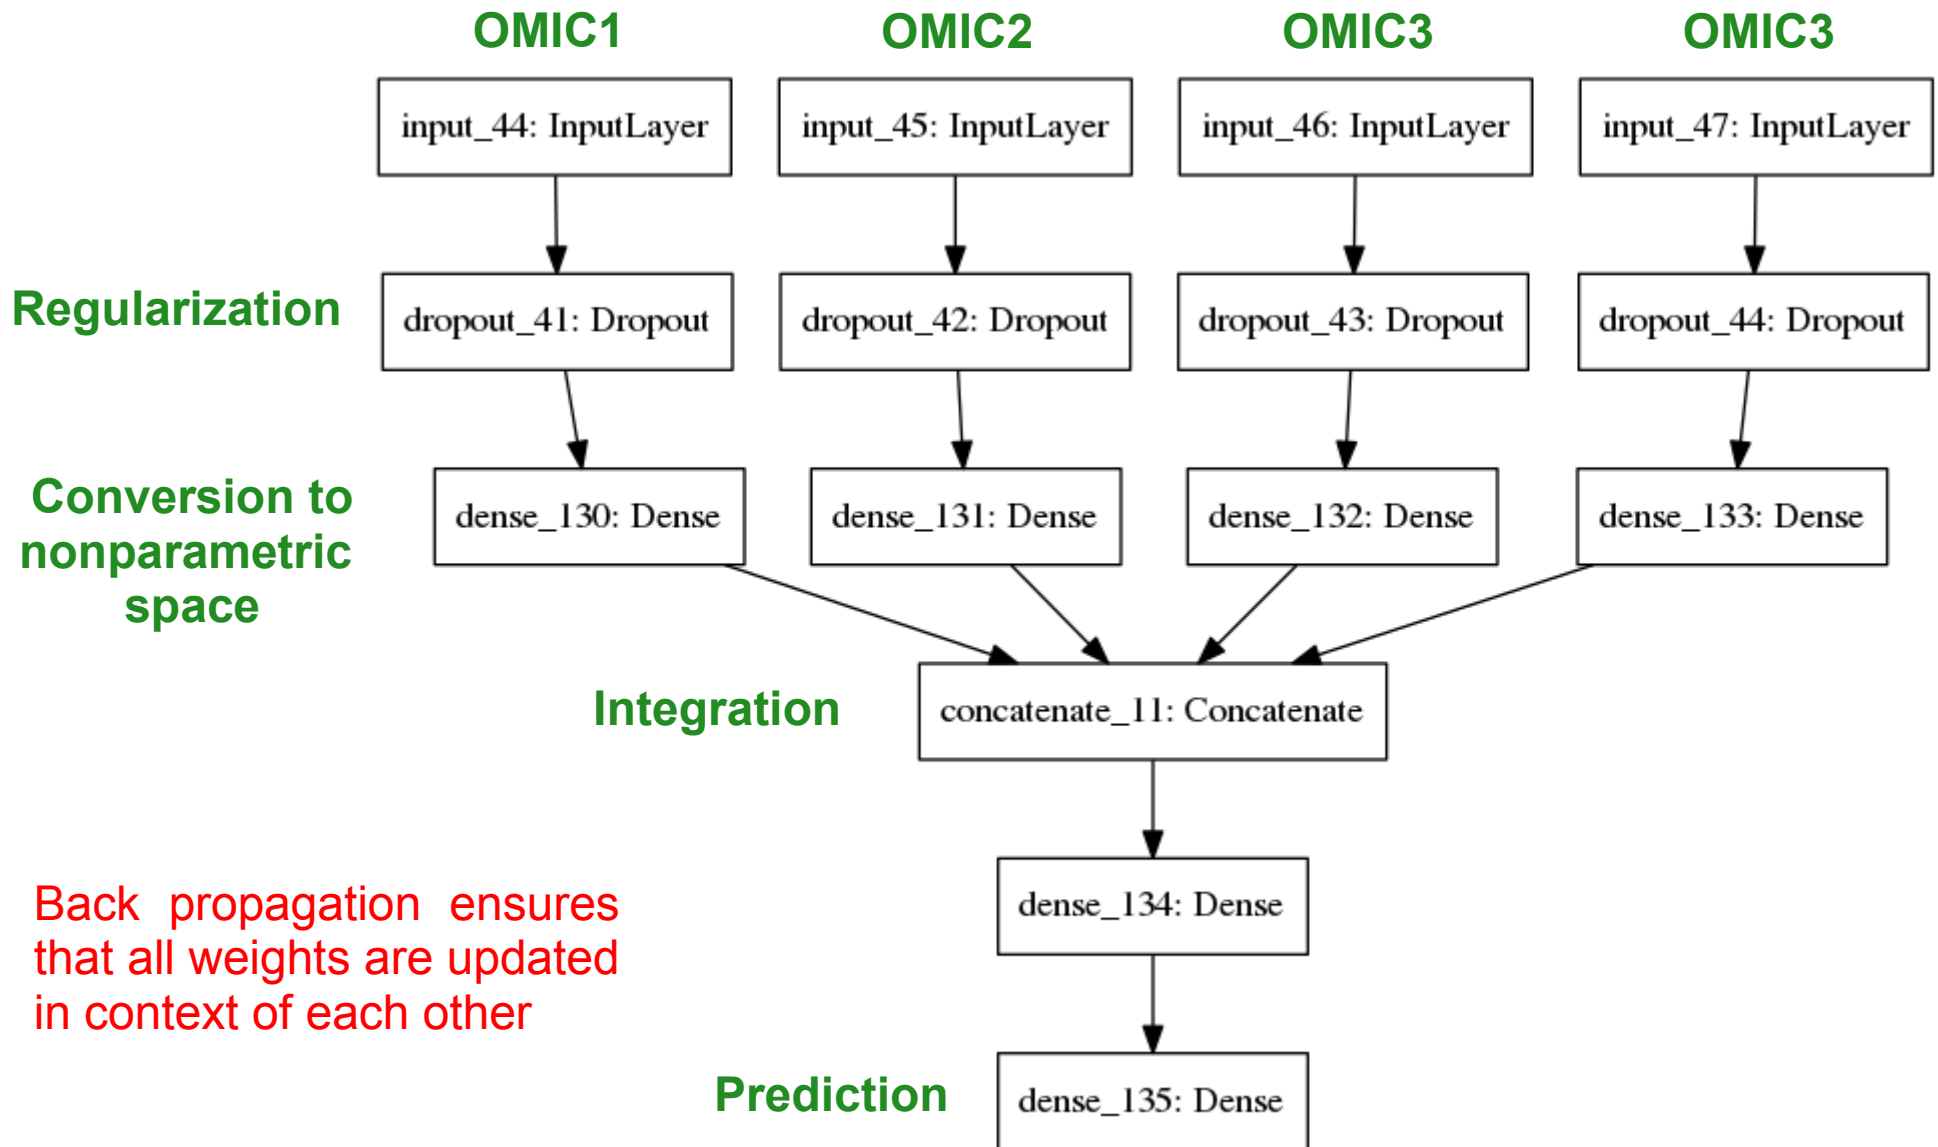 OMIC1
OMIC2
OMIC3
OMIC3
input_44: InputLayer
input_45: InputLayer
input_46: InputLayer
input_47: InputLayer
Regularization
dropout_41: Dropout
dropout_42: Dropout
dropout_43: Dropout
dropout_44: Dropout
Conversion to
nonparametric
space
dense_130: Dense
dense_131: Dense
dense_132: Dense
dense_133: Dense
Integration
concatenate_11: Concatenate
dense_134: Dense
Back propagation ensures
that all weights are updated
in context of each other
Prediction
dense_135: Dense